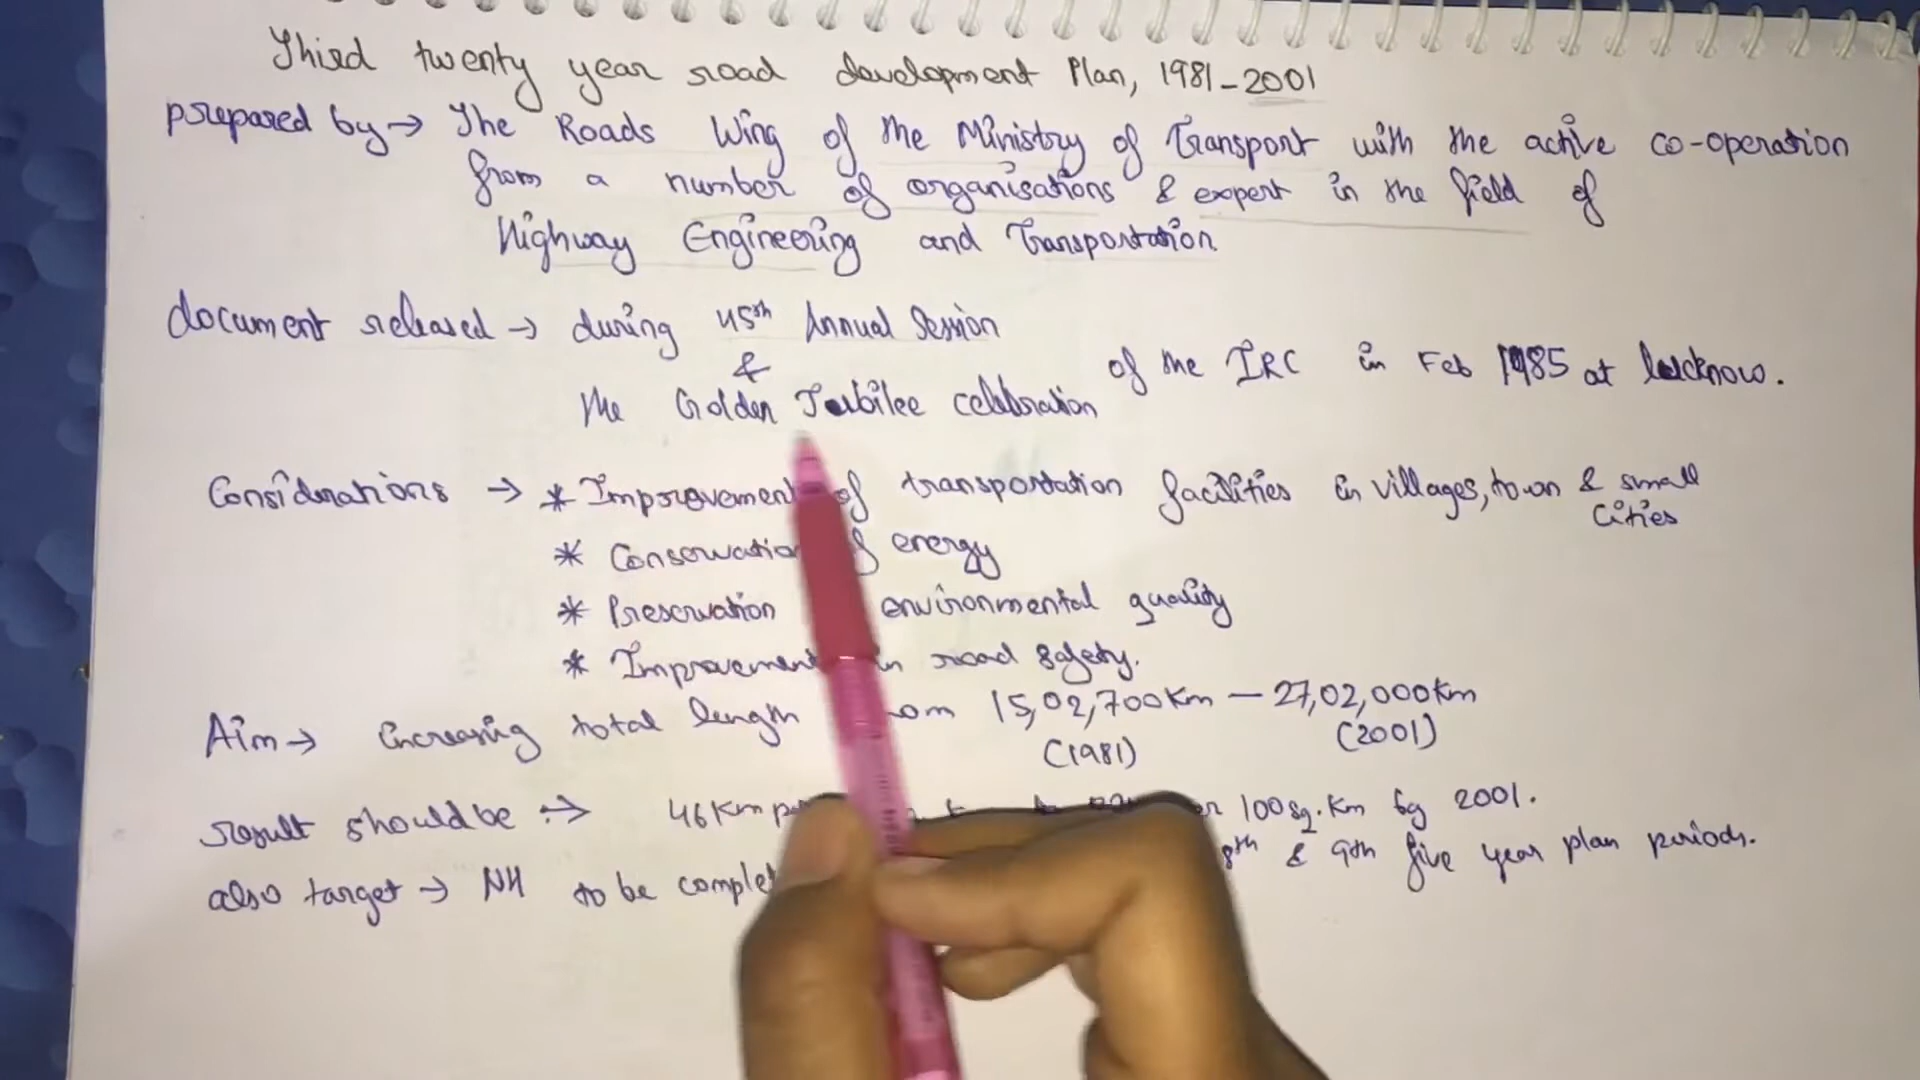 Third twenty year road development Plan, 1981-2001
prepared by → The Roads Wing of the Ministry of Transport with the active co-operation
from a number of organisations & expert in the field of
Highway Engineering and Transportation
document released → during 45th Annual Session
&
the Golden Jubilee celebration of the IRC in Feb 1985 at lucknow.
Considerations → * Improvement of transportation facilities in villages, town & small
cities
* Conservation of energy
* Preservation environmental quality
* Improvement in road safety.
Aim → increasing total length 15,02,700 Km — 27,02,000 Km
(1981) (2001)
result should be :→ 46 Km 100 sq. Km by 2001.
also target → NH to be 8th & 9th five year plan periods.